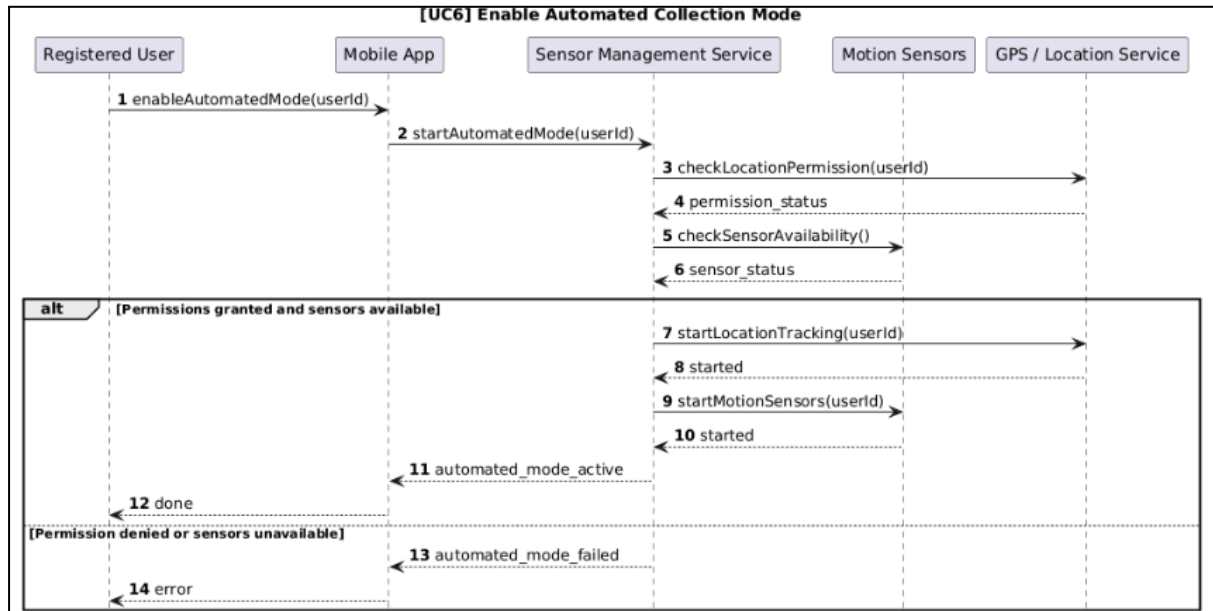 [UC6] Enable Automated Collection Mode
Registered User
Mobile App
Sensor Management Service
Motion Sensors
GPS / Location Service
1 enableAutomatedMode(userId)
2 startAutomatedMode(userId)
3 checkLocationPermission(userId)
4 permission_status
5 checkSensorAvailability()
6 sensor_status
alt
[Permissions granted and sensors available]
7 startLocationTracking(userId)
8 started
9 startMotionSensors(userId)
10 started
11 automated_mode_active
12 done
[Permission denied or sensors unavailable]
13 automated_mode_failed
14 error